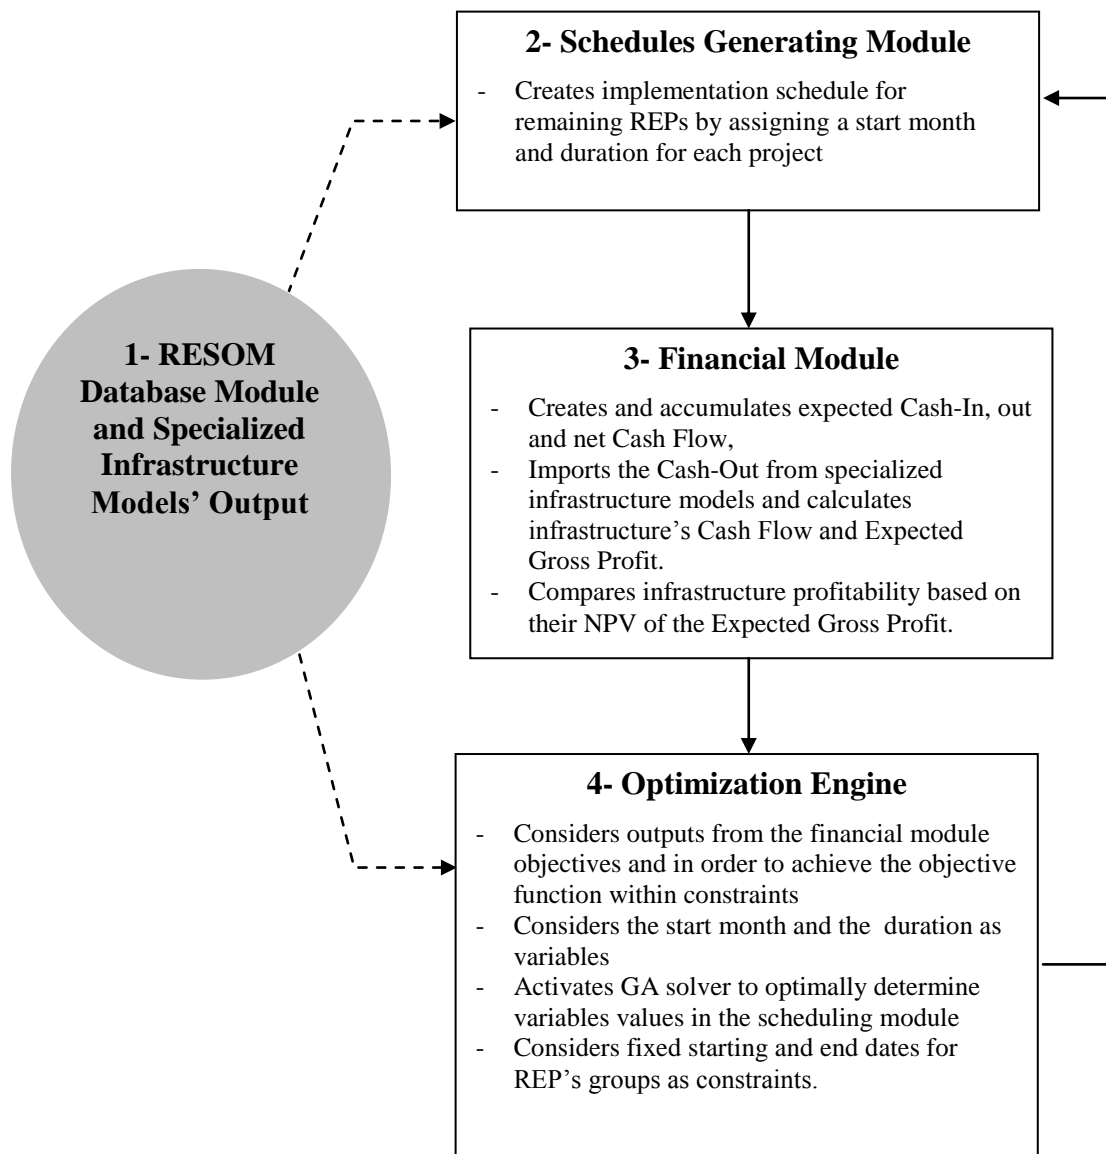 2- Schedules Generating Module
- Creates implementation schedule for
remaining REPs by assigning a start month
and duration for each project
1- RESOM
Database Module
and Specialized
Infrastructure
Models’ Output
3- Financial Module
- Creates and accumulates expected Cash-In, out
and net Cash Flow,
- Imports the Cash-Out from specialized
infrastructure models and calculates
infrastructure’s Cash Flow and Expected
Gross Profit.
- Compares infrastructure profitability based on
their NPV of the Expected Gross Profit.
4- Optimization Engine
- Considers outputs from the financial module
objectives and in order to achieve the objective
function within constraints
- Considers the start month and the duration as
variables
- Activates GA solver to optimally determine
variables values in the scheduling module
- Considers fixed starting and end dates for
REP’s groups as constraints.